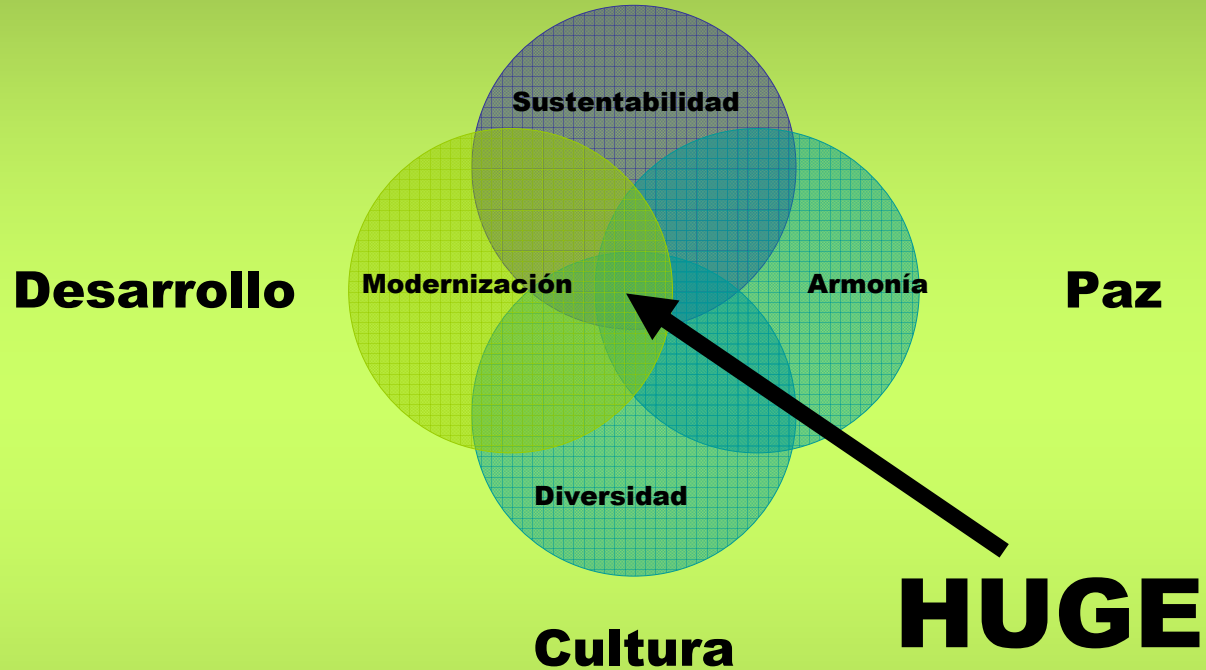 Sustentabilidad
Desarrollo
Modernización
Armonía
Paz
Diversidad
HUGE
Cultura